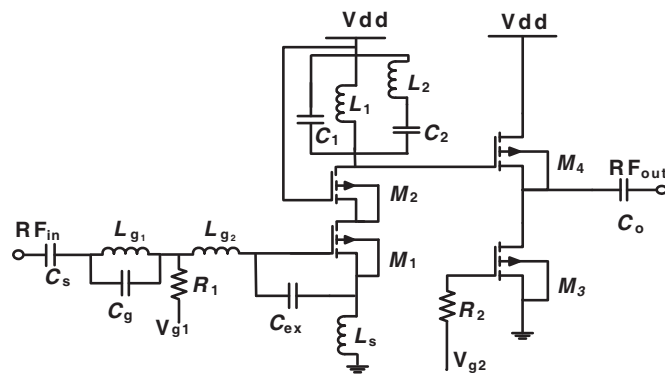 Vdd
Vdd
L1
L2
C1
C2
M4
RFout
M2
Co
RFin
Lg1
Lg2
M1
Cs
R1
Cg
Vg1
Cex
Ls
R2
M3
Vg2